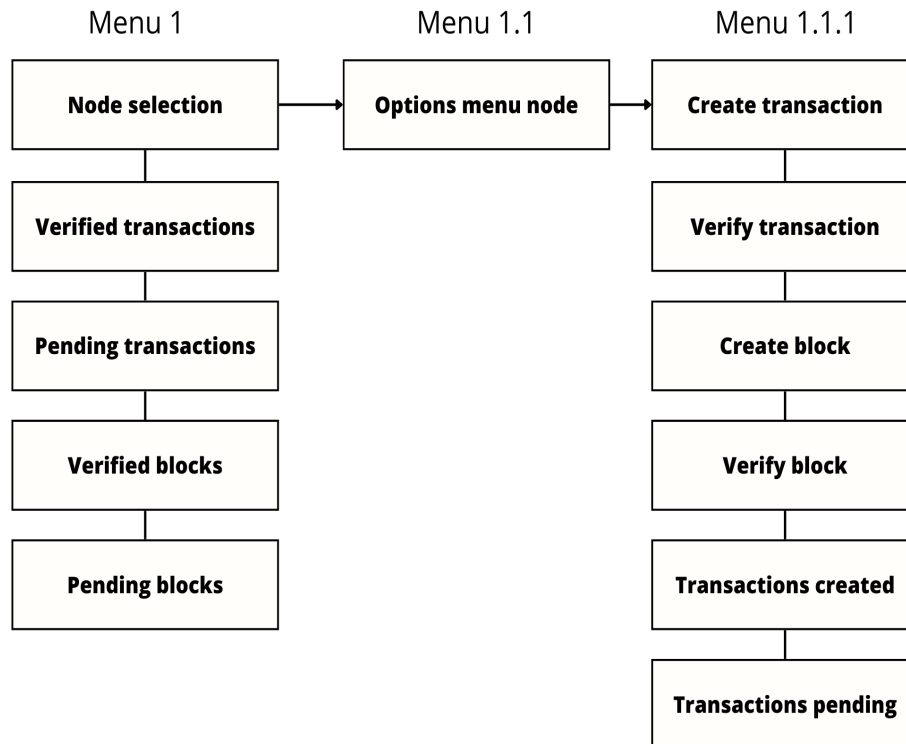 Menu 1
Menu 1.1
Menu 1.1.1
Node selection
Options menu node
Create transaction
Verified transactions
Verify transaction
Pending transactions
Create block
Verified blocks
Verify block
Pending blocks
Transactions created
Transactions pending